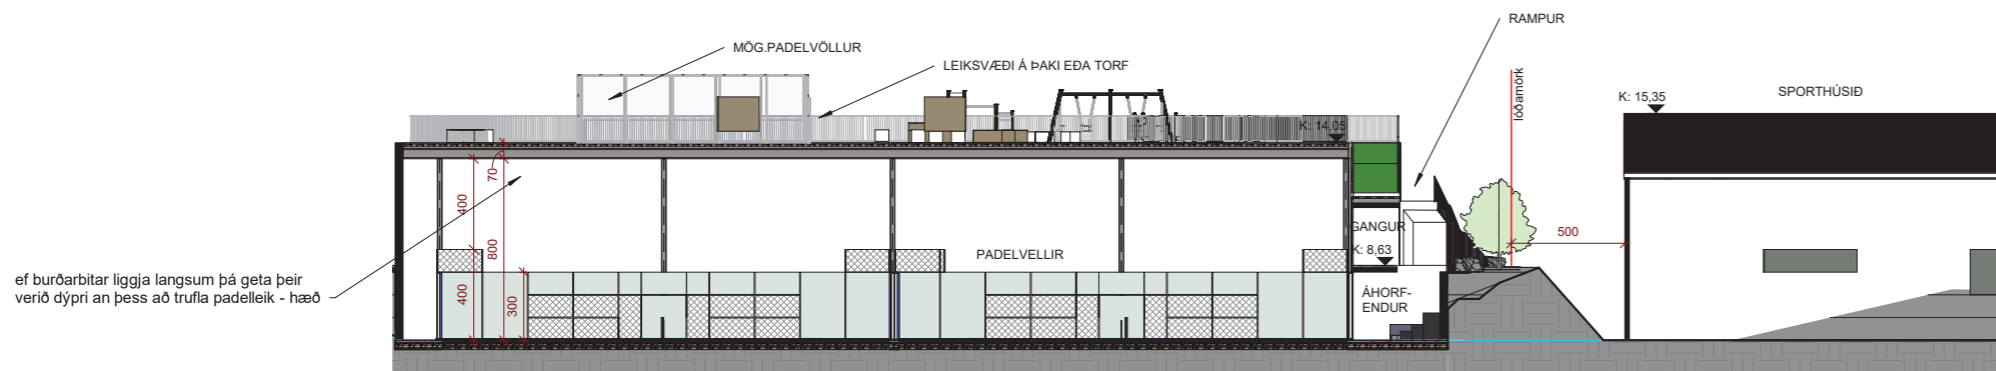 RAMPUR
MÖG.PADELVÖLLUR
LEIKSVÆÐI Á ÞAKI EÐA TORF
lóðamörk
SPORTHÚSIÐ
K: 15,35
K: 14,05
70
400
800
GANGUR
K: 8,63
500
PADELVELLIR
ef burðarbitar liggja langsum þá geta þeir
verið dýpri an þess að trufla padelleik - hæð
400
300
ÁHORF-
ENDUR